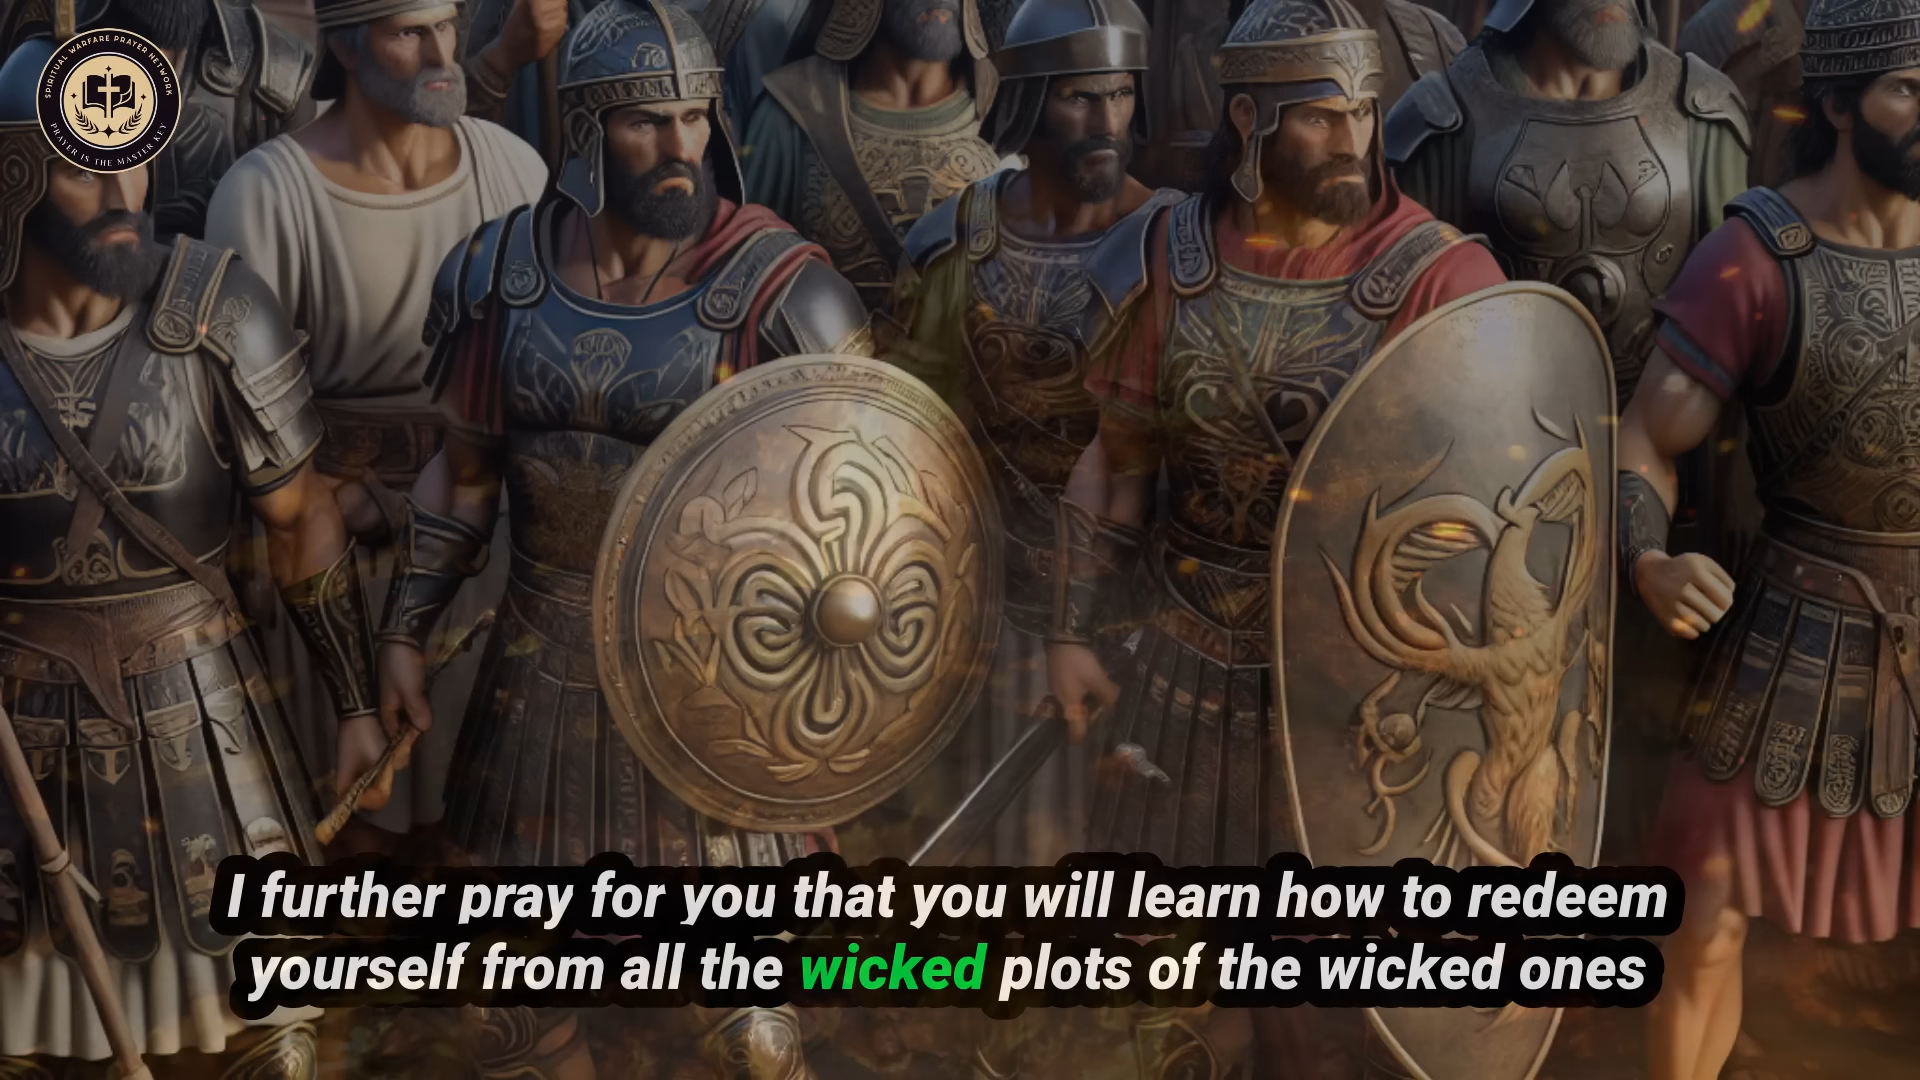 SPIRITUAL WARFARE PRAYER NETWORK
PRAYER IS THE MASTER KEY
I further pray for you that you will learn how to redeem
yourself from all the wicked plots of the wicked ones